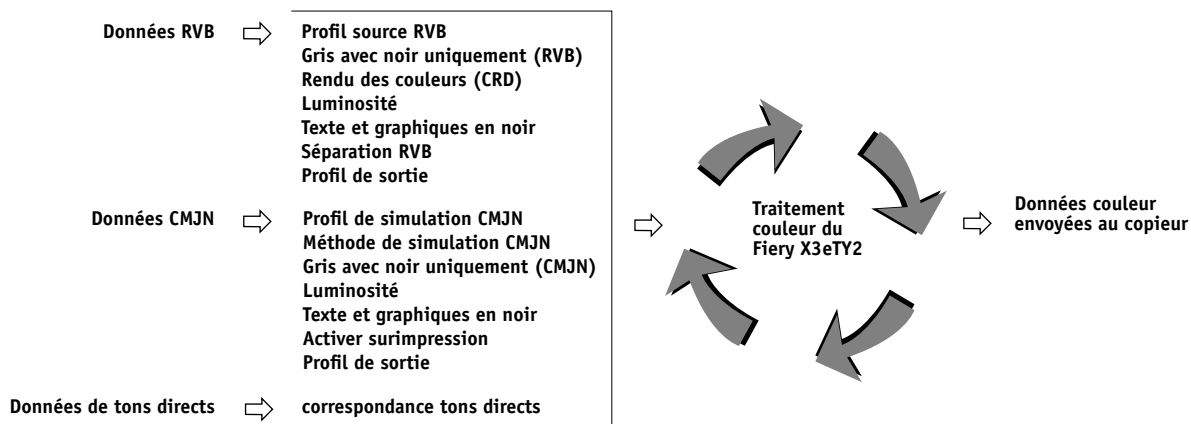 Données RVB
Profil source RVB
Gris avec noir uniquement (RVB)
Rendu des couleurs (CRD)
Luminosité
Texte et graphiques en noir
Séparation RVB
Profil de sortie
Données CMJN
Profil de simulation CMJN
Méthode de simulation CMJN
Gris avec noir uniquement (CMJN)
Luminosité
Texte et graphiques en noir
Activer surimpression
Profil de sortie
Données de tons directs
correspondance tons directs
Traitement
couleur du
Fiery X3eTY2
Données couleur
envoyées au copieur